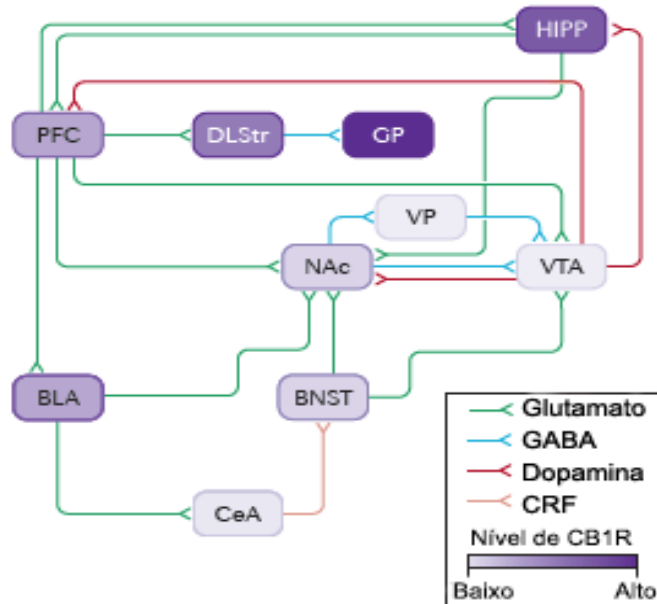 HIPP
PFC
DLStr
GP
VP
NAc
VTA
BLA
BNST
CeA
Glutamato
GABA
Dopamina
CRF
Nível de CB1R
Baixo Alto